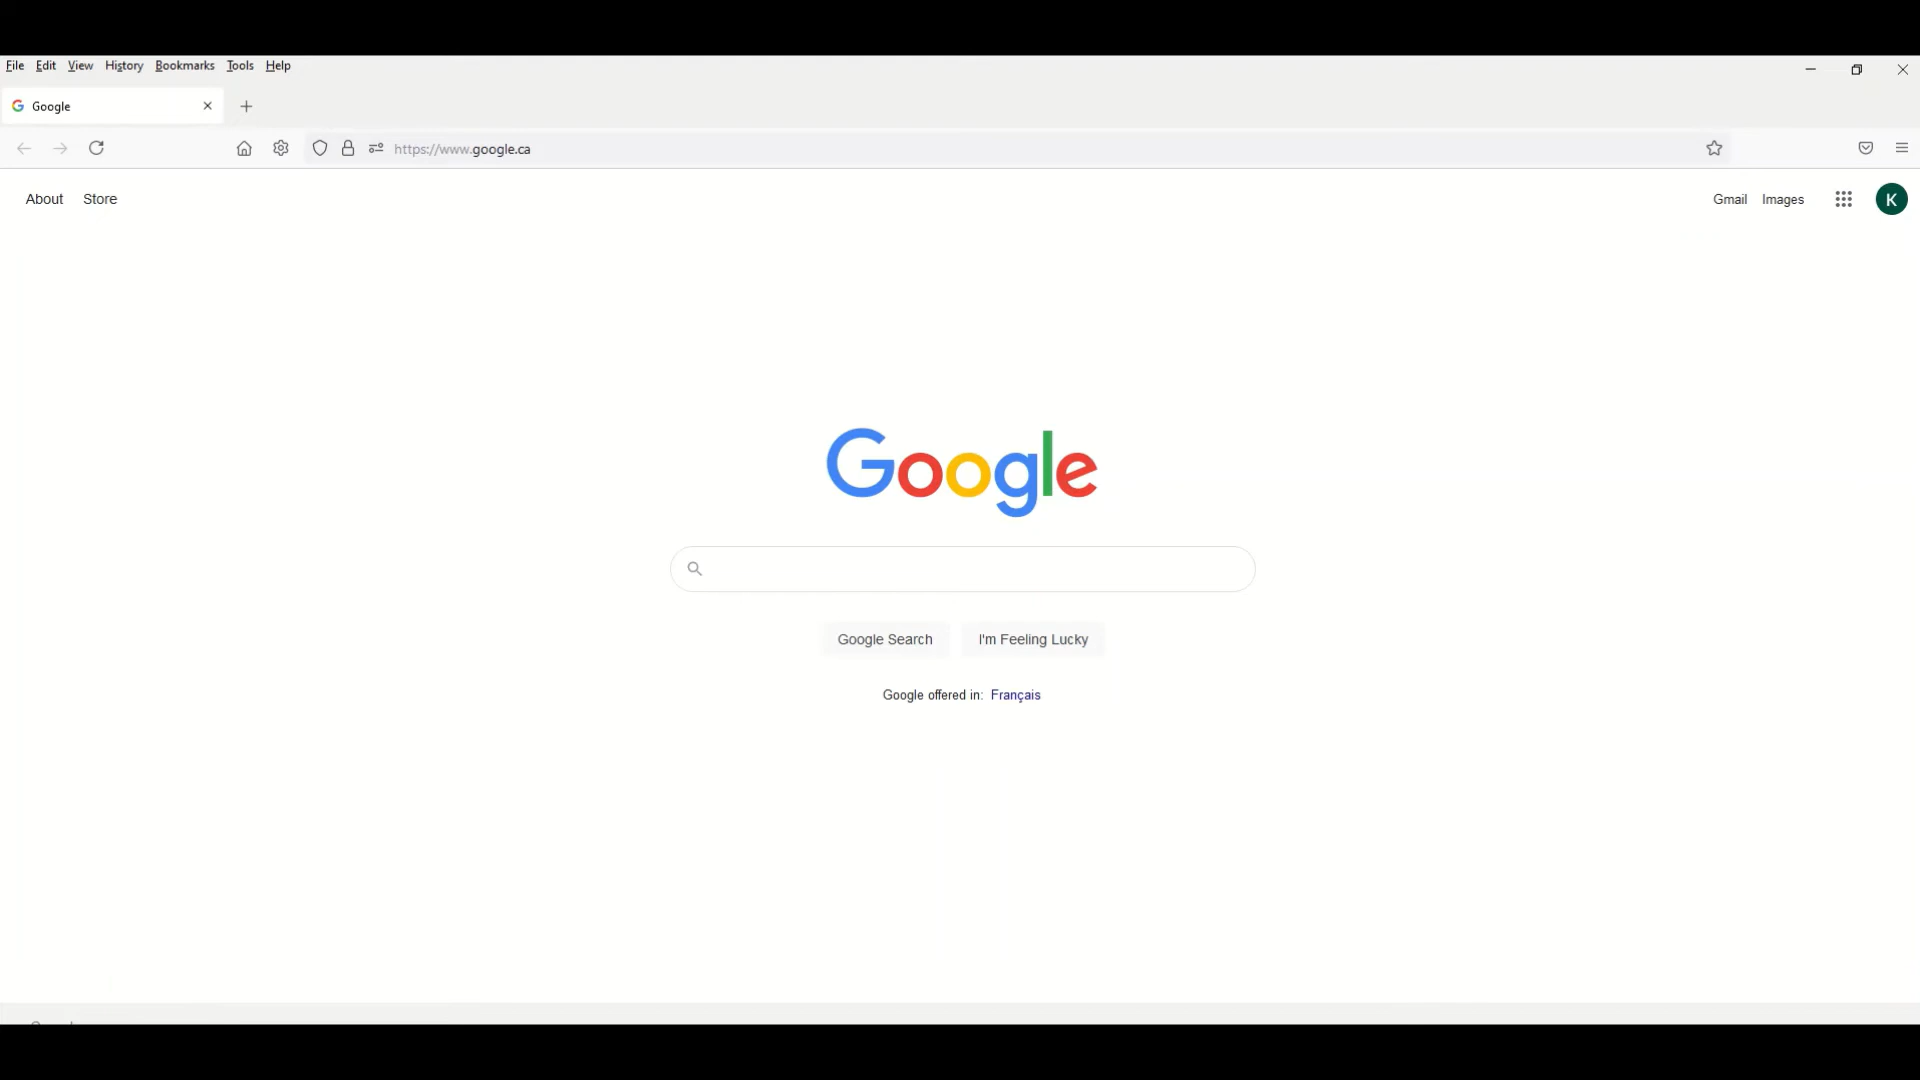 File Edit View History Bookmarks Tools Help
Google
https://www.google.ca
About Store Gmail Images K
Google
Google Search I'm Feeling Lucky
Google offered in: Français